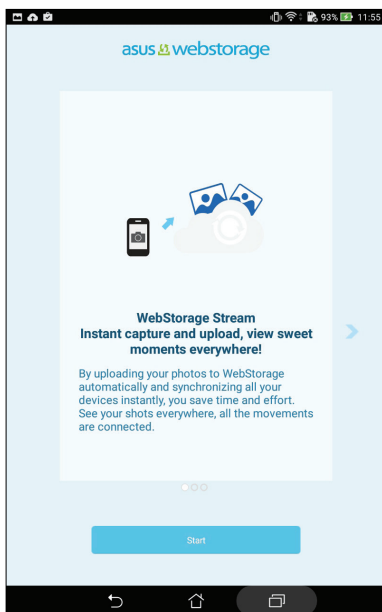 93% 11:55
asus webstorage
WebStorage Stream
Instant capture and upload, view sweet
moments everywhere!
By uploading your photos to WebStorage
automatically and synchronizing all your
devices instantly, you save time and effort.
See your shots everywhere, all the movements
are connected.
Start